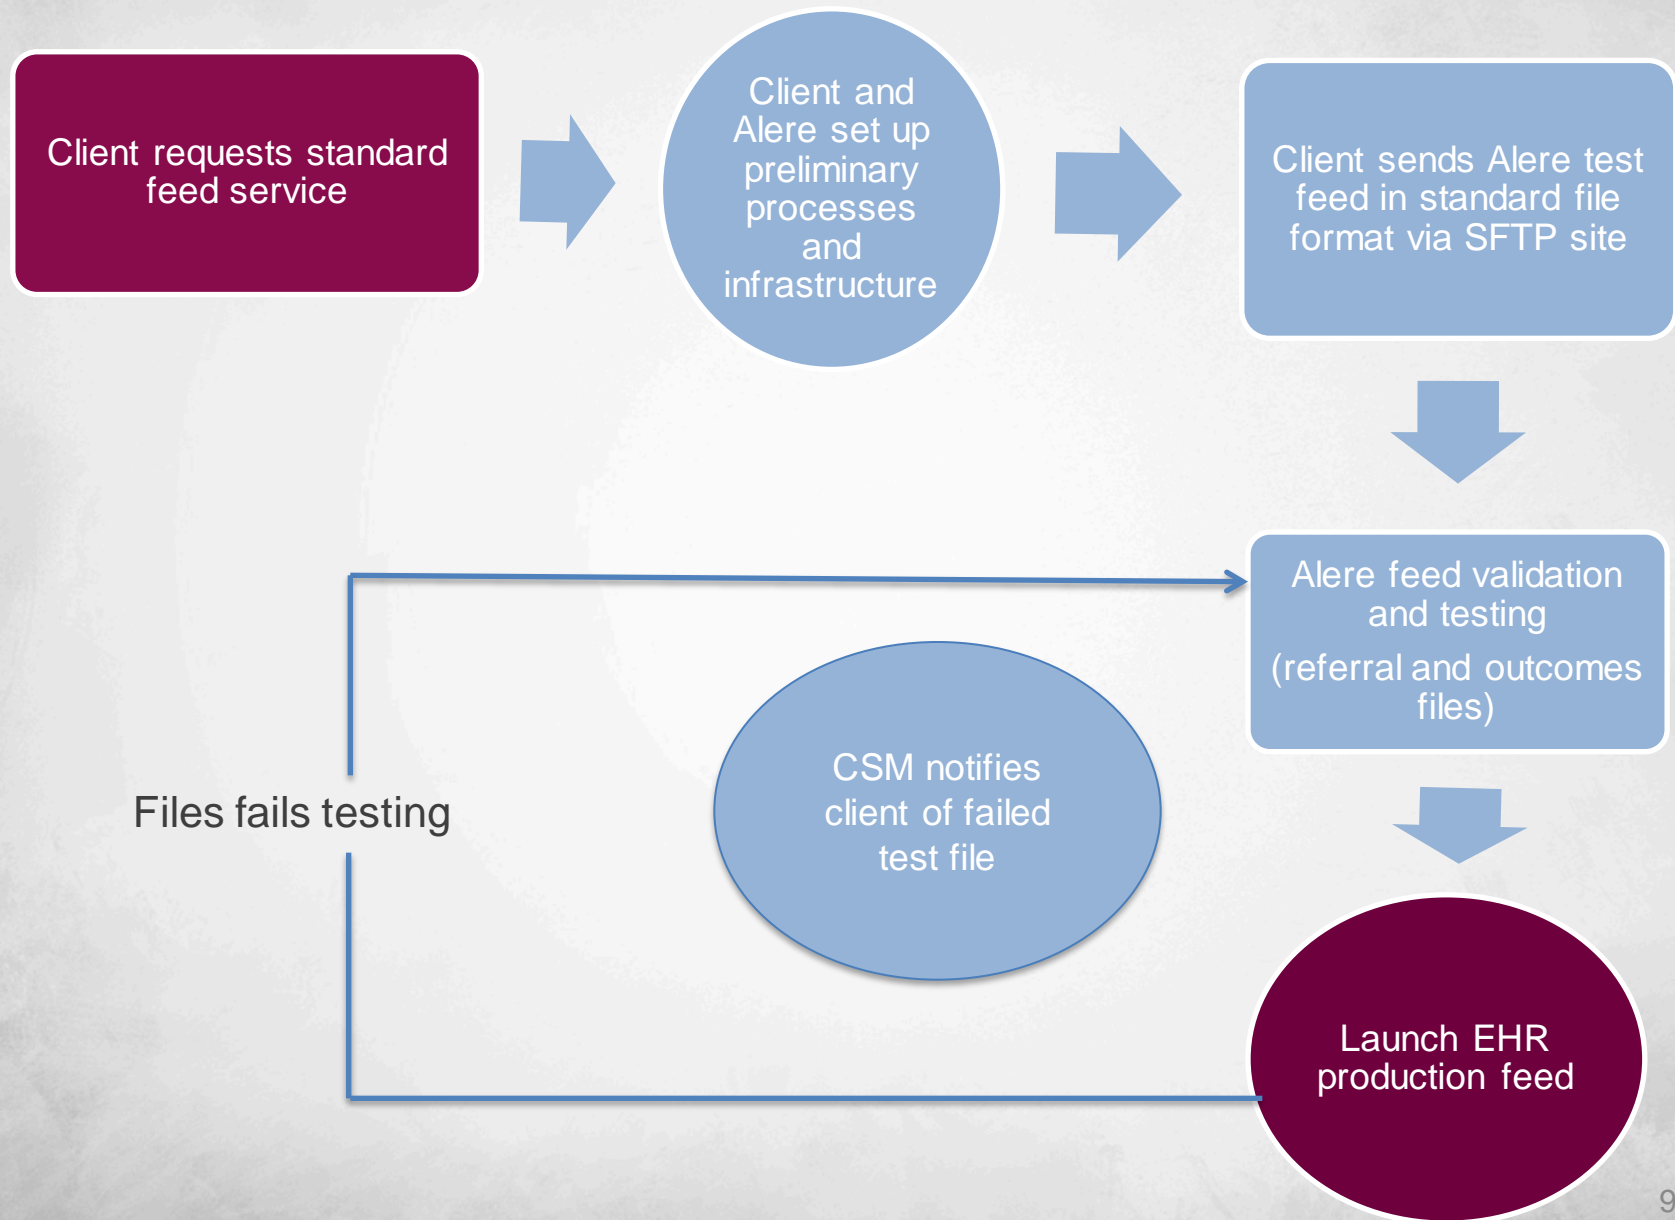 Client requests standard
feed service
Client and
Alere set up
preliminary
processes
and
infrastructure
Client sends Alere test
feed in standard file
format via SFTP site
Alere feed validation
and testing
(referral and outcomes
files)
CSM notifies
client of failed
test file
Files fails testing
Launch EHR
production feed
9